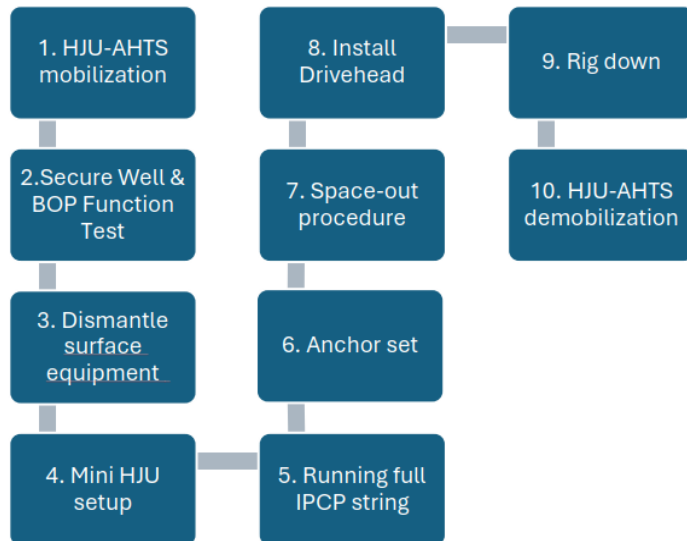 1. HJU-AHTS
mobilization
2.Secure Well &
BOP Function
Test
3. Dismantle
surface
equipment
4. Mini HJU
setup
5. Running full
IPCP string
6. Anchor set
7. Space-out
procedure
8. Install
Drivehead
9. Rig down
10. HJU-AHTS
demobilization